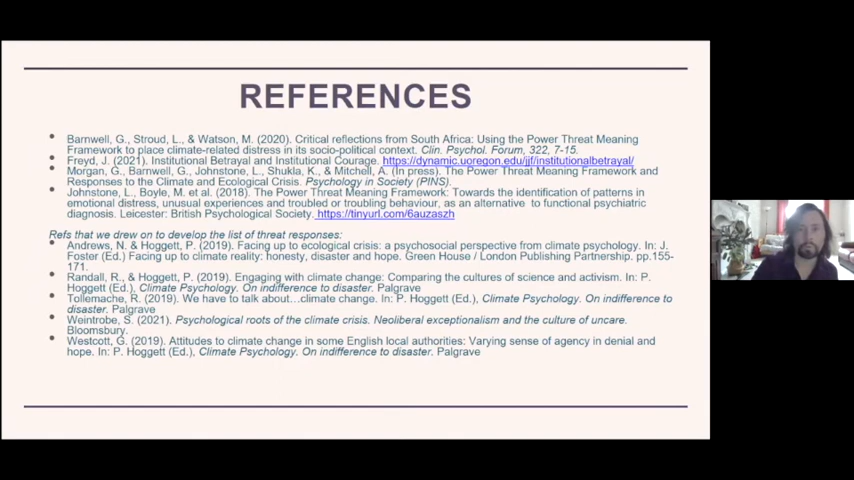 REFERENCES
Barnwell, G., Stroud, L., & Watson, M. (2020). Critical reflections from South Africa: Using the Power Threat Meaning
Framework to place climate-related distress in its socio-political context. Clin. Psychol. Forum, 322, 7-15.
Freyd, J. (2021). Institutional Betrayal and Institutional Courage. https://dynamic.uoregon.edu/jjf/institutionalbetrayal/
Morgan, G., Barnwell, G., Johnstone, L., Shukla, K., & Mitchell, A. (In press). The Power Threat Meaning Framework and
Responses to the Climate and Ecological Crisis. Psychology in Society (PINS).
Johnstone, L., Boyle, M. et al. (2018). The Power Threat Meaning Framework: Towards the identification of patterns in
emotional distress, unusual experiences and troubled or troubling behaviour, as an alternative to functional psychiatric
diagnosis. Leicester: British Psychological Society. https://tinyurl.com/6auzaszh
Refs that we drew on to develop the list of threat responses:
Andrews, N. & Hoggett, P. (2019). Facing up to ecological crisis: a psychosocial perspective from climate psychology. In: J.
Foster (Ed.) Facing up to climate reality: honesty, disaster and hope. Green House / London Publishing Partnership. pp.155-
171.
Randall, R., & Hoggett, P. (2019). Engaging with climate change: Comparing the cultures of science and activism. In: P.
Hoggett (Ed.), Climate Psychology. On indifference to disaster. Palgrave
Tollemache, R. (2019). We have to talk about…climate change. In: P. Hoggett (Ed.), Climate Psychology. On indifference to
disaster. Palgrave
Weintrobe, S. (2021). Psychological roots of the climate crisis. Neoliberal exceptionalism and the culture of uncare.
Bloomsbury.
Westcott, G. (2019). Attitudes to climate change in some English local authorities: Varying sense of agency in denial and
hope. In: P. Hoggett (Ed.), Climate Psychology. On indifference to disaster. Palgrave